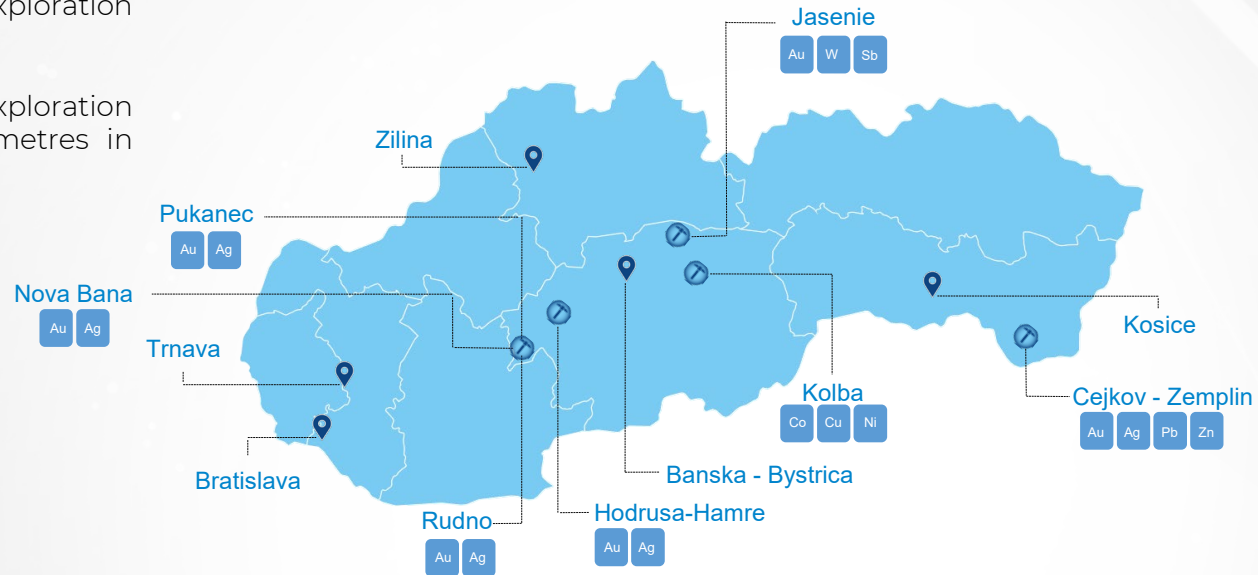 xploration
xploration
metres in
Jasenie
Au W Sb
Zilina
Pukanec
Au Ag
Nova Bana
Au Ag
Trnava
Bratislava
Kosice
Kolba
Co Cu Ni
Cejkov - Zemplin
Au Ag Pb Zn
Banska - Bystrica
Rudno
Au Ag
Hodrusa-Hamre
Au Ag